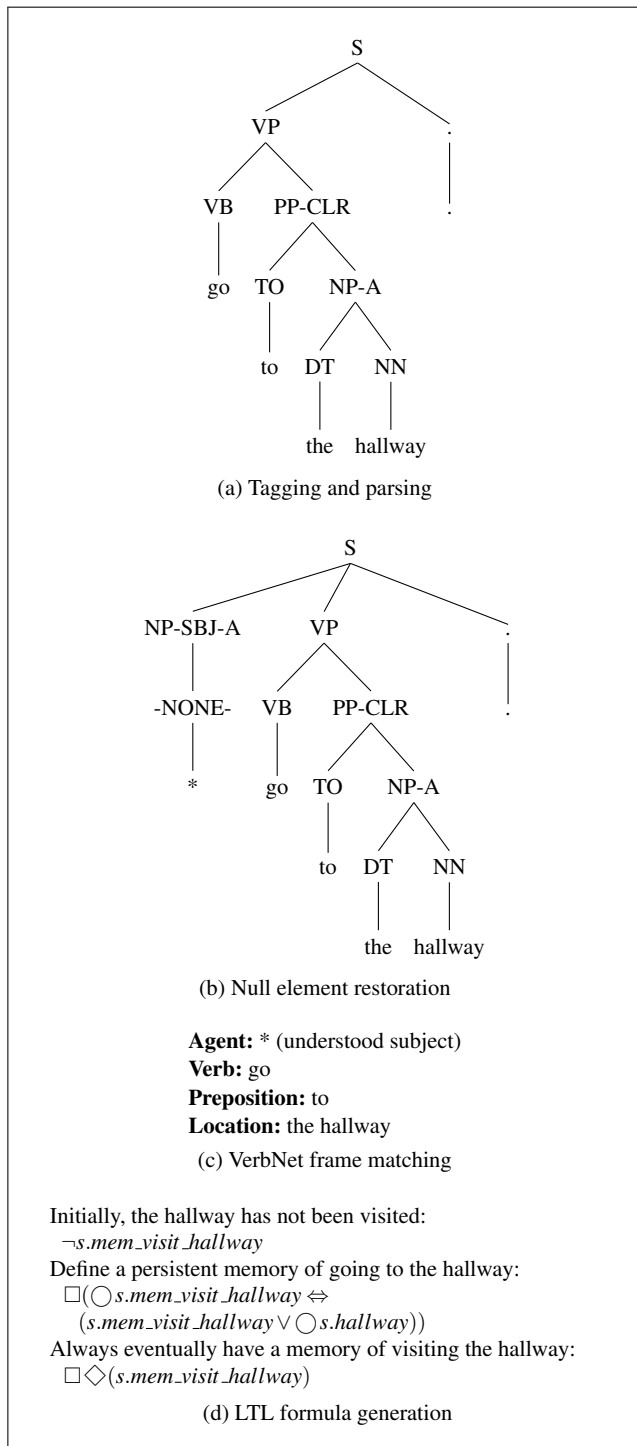 S
VP .
VB PP-CLR .
go TO NP-A
to DT NN
the hallway
(a) Tagging and parsing
S
NP-SBJ-A VP .
-NONE- VB PP-CLR .
* go TO NP-A
to DT NN
the hallway
(b) Null element restoration
Agent: * (understood subject)
Verb: go
Preposition: to
Location: the hallway
(c) VerbNet frame matching
Initially, the hallway has not been visited:
¬s.mem_visit_hallway
Define a persistent memory of going to the hallway:
□(◯ s.mem_visit_hallway ⇔
(s.mem_visit_hallway ∨ ◯ s.hallway))
Always eventually have a memory of visiting the hallway:
□◇(s.mem_visit_hallway)
(d) LTL formula generation